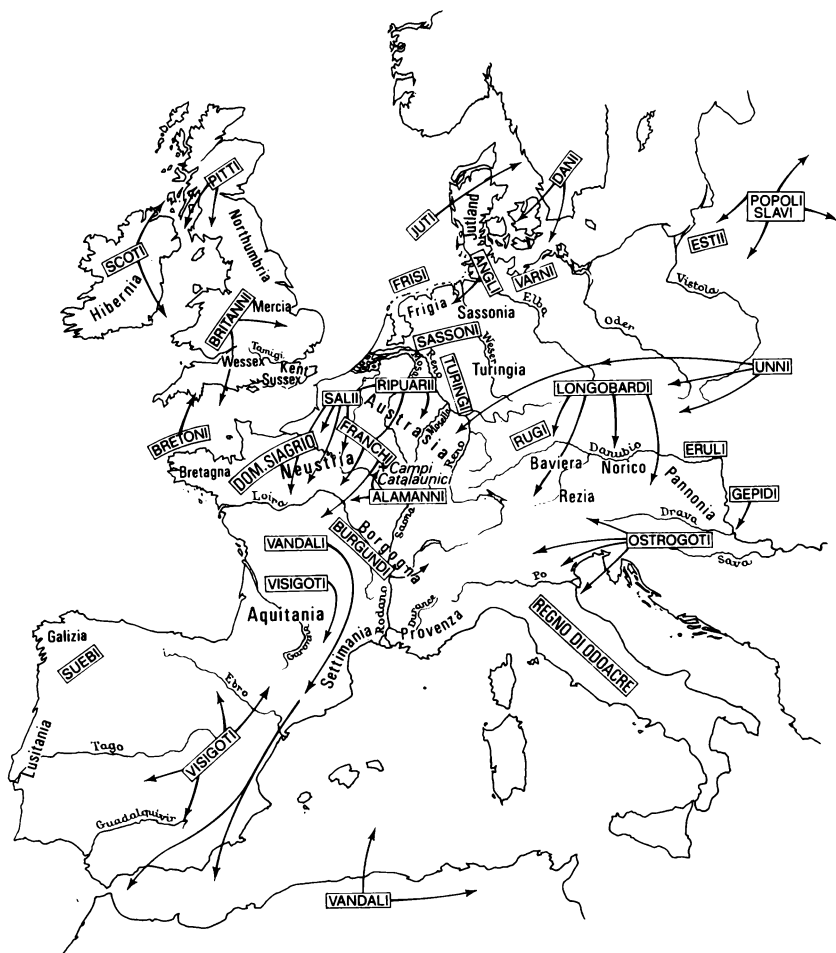 PITTI
DANI
JUTI
Jutland
POPOLI
SLAVI
ESTII
SCOTI
Hibernia
Northumbria
ANGLI
VARNI
FRISI
Frigia
Sassonia
Elba
Vistola
Oder
BRITANNI
Mercia
Wessex
Tamigi
Kent
Sussex
SASSONI
Weser
Turingia
TURINGII
Mosa
Reno
UNNI
SALII
RIPUARII
LONGOBARDI
Austrasia
Mosella
Reno
BRETONI
Bretagna
DOM. SIAGRIO
Neustria
FRANCHI
Campi
Catalaunici
RUGI
Danubio
ERULI
Baviera
Norico
Rezia
Pannonia
GEPIDI
Loira
ALAMANNI
Saona
Borgogna
BURGUNDI
Drava
OSTROGOTI
Sava
VANDALI
VISIGOTI
Aquitania
Garonna
Settimania
Rodano
Durance
Provenza
Po
REGNO DI ODOACRE
Galizia
SUEBI
Ebro
Lusitania
Tago
VISIGOTI
Guadalquivir
VANDALI